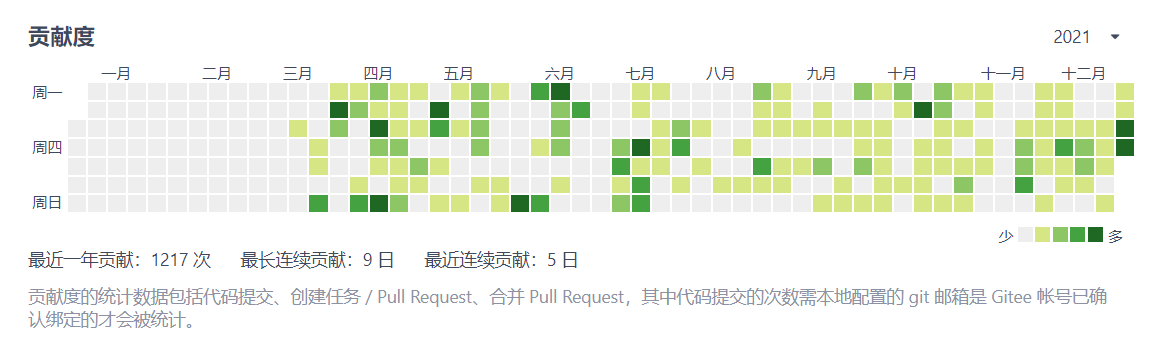 贡献度
2021
一月 二月 三月 四月 五月 六月 七月 八月 九月 十月 十一月 十二月
周一
周四
周日
少 多
最近一年贡献：1217 次 最长连续贡献：9 日 最近连续贡献：5 日
贡献度的统计数据包括代码提交、创建任务 / Pull Request、合并 Pull Request，其中代码提交的次数需本地配置的 git 邮箱是 Gitee 帐号已确
认绑定的才会被统计。